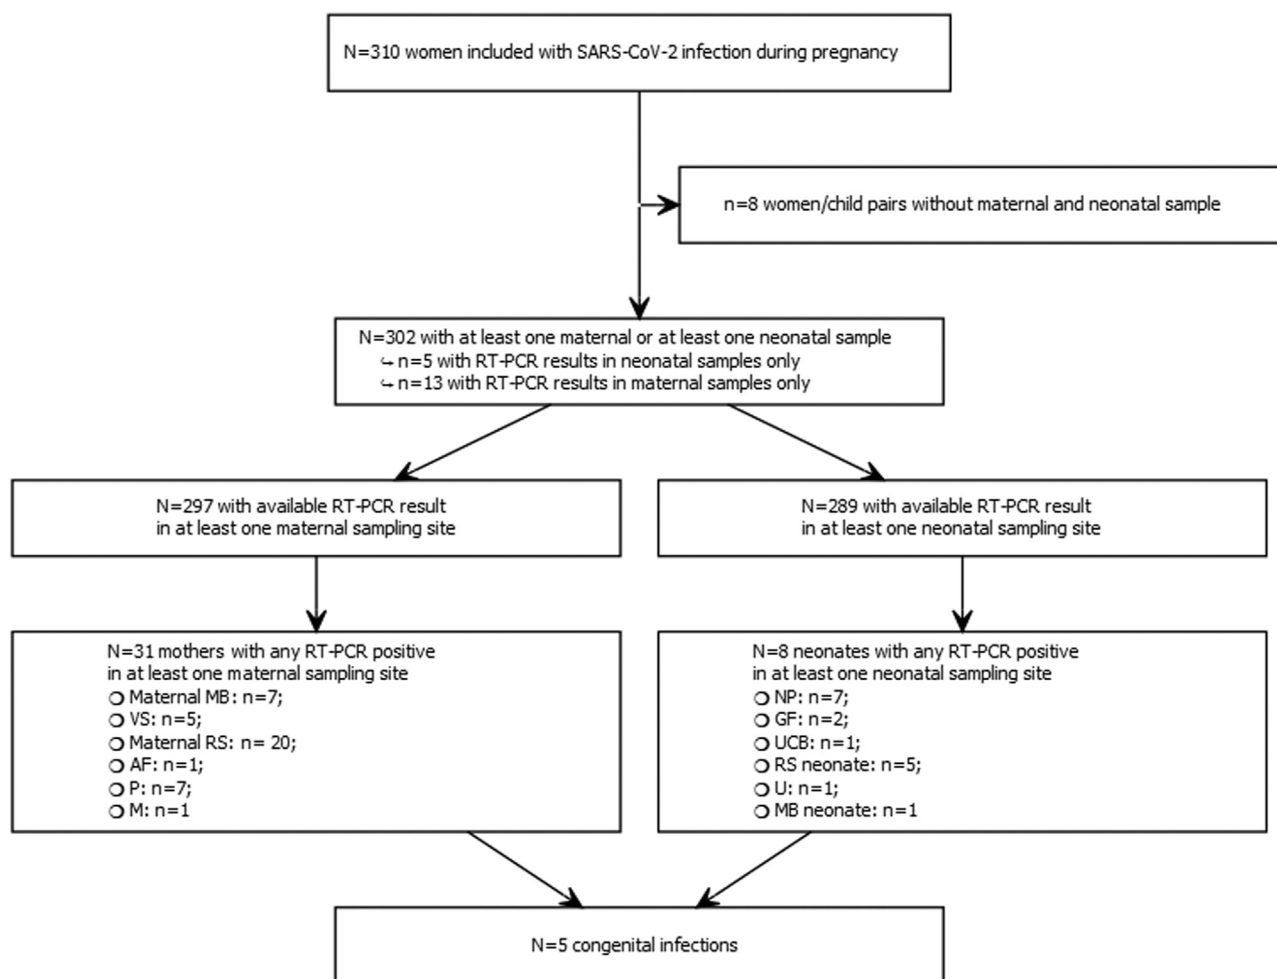 N=310 women included with SARS-CoV-2 infection during pregnancy
n=8 women/child pairs without maternal and neonatal sample
N=302 with at least one maternal or at least one neonatal sample
↪ n=5 with RT-PCR results in neonatal samples only
↪ n=13 with RT-PCR results in maternal samples only
N=297 with available RT-PCR result
in at least one maternal sampling site
N=289 with available RT-PCR result
in at least one neonatal sampling site
N=31 mothers with any RT-PCR positive
in at least one maternal sampling site
❍ Maternal MB: n=7;
❍ VS: n=5;
❍ Maternal RS: n= 20;
❍ AF: n=1;
❍ P: n=7;
❍ M: n=1
N=8 neonates with any RT-PCR positive
in at least one neonatal sampling site
❍ NP: n=7;
❍ GF: n=2;
❍ UCB: n=1;
❍ RS neonate: n=5;
❍ U: n=1;
❍ MB neonate: n=1
N=5 congenital infections